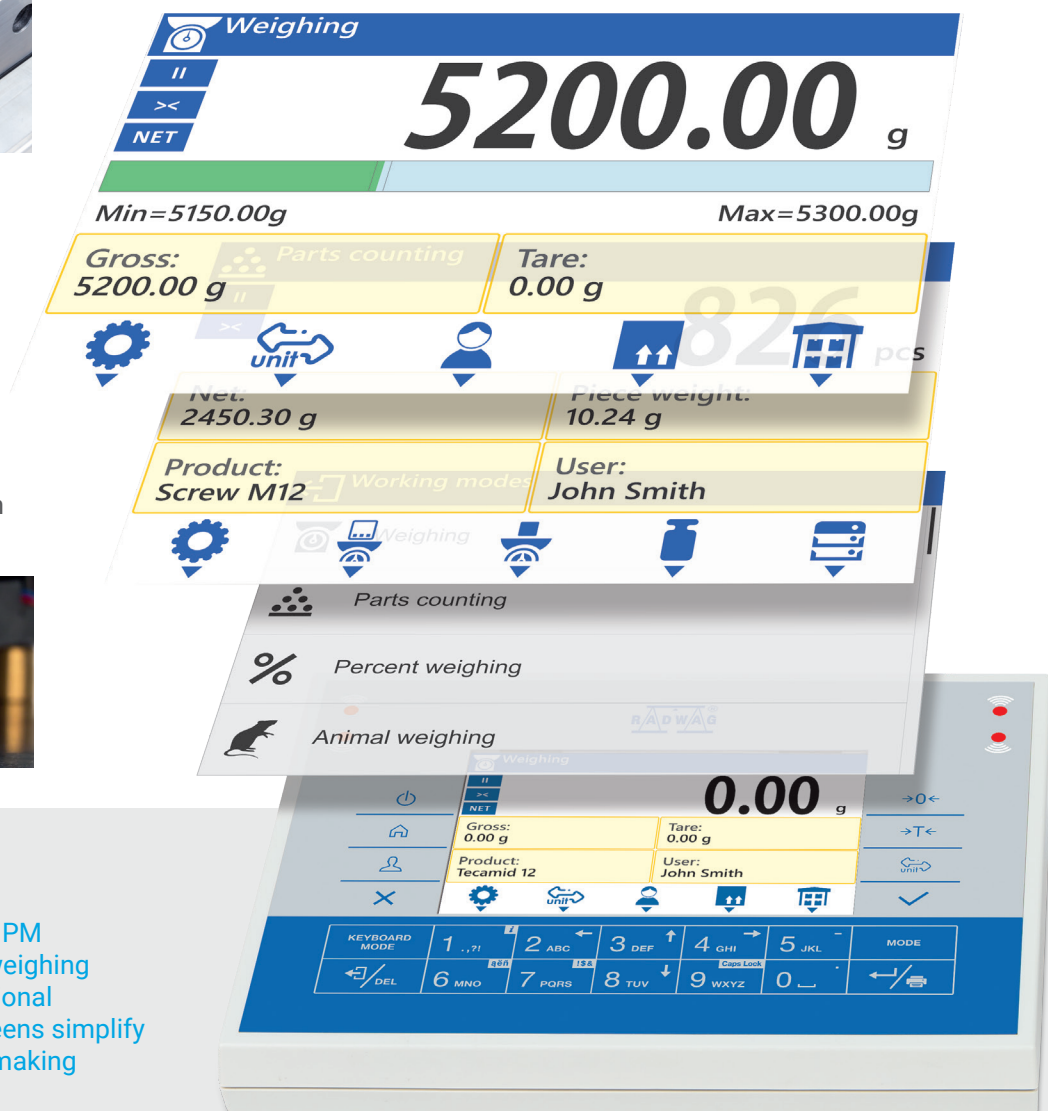 Weighing
II
><
NET
5200.00 g
Min=5150.00g
Max=5300.00g
Gross:
5200.00 g
Tare:
0.00 g
unit
Parts counting
II
><
826 pcs
Net:
2450.30 g
Piece weight:
10.24 g
Product:
Screw M12
User:
John Smith
Working modes
Weighing
Parts counting
Percent weighing
Animal weighing
RADWAG
Weighing
II
><
NET
0.00 g
Gross:
0.00 g
Tare:
0.00 g
Product:
Tecamid 12
User:
John Smith
unit
→0←
→T←
unit
KEYBOARD
MODE
1 .,?!
i
2 ABC
←
3 DEF
↑
4 GHI
→
5 JKL
-
MODE
/DEL
6 MNO
ąëñ
7 PQRS
!$&
8 TUV
↓
9 WXYZ
Caps Lock
0
.
PM
weighing
onal
eens simplify
making